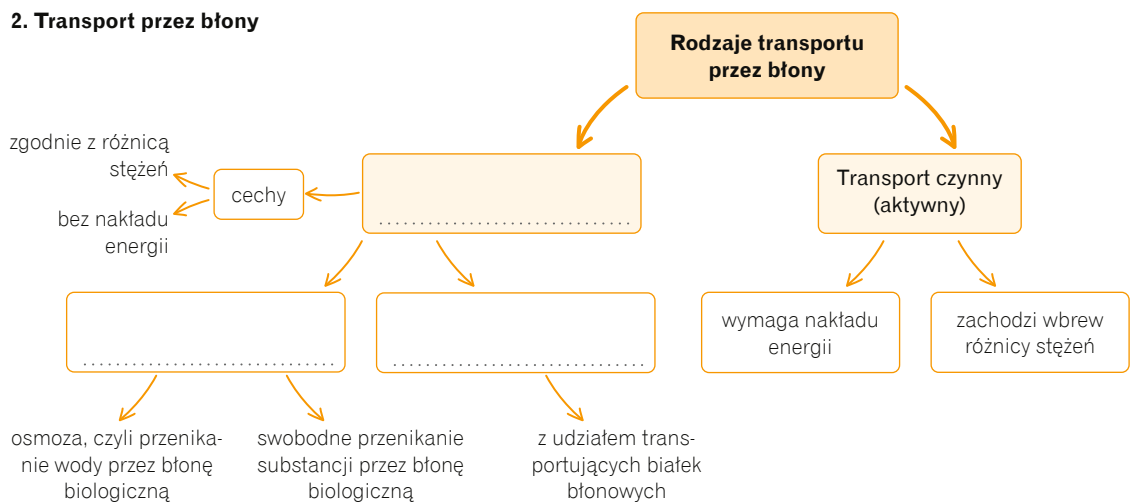 2. Transport przez błony
Rodzaje transportu
przez błony
zgodnie z różnicą
stężeń
cechy
bez nakładu
energii
Transport czynny
(aktywny)
wymaga nakładu
energii
zachodzi wbrew
różnicy stężeń
osmoza, czyli przenika-
nie wody przez błonę
biologiczną
swobodne przenikanie
substancji przez błonę
biologiczną
z udziałem trans-
portujących białek
błonowych